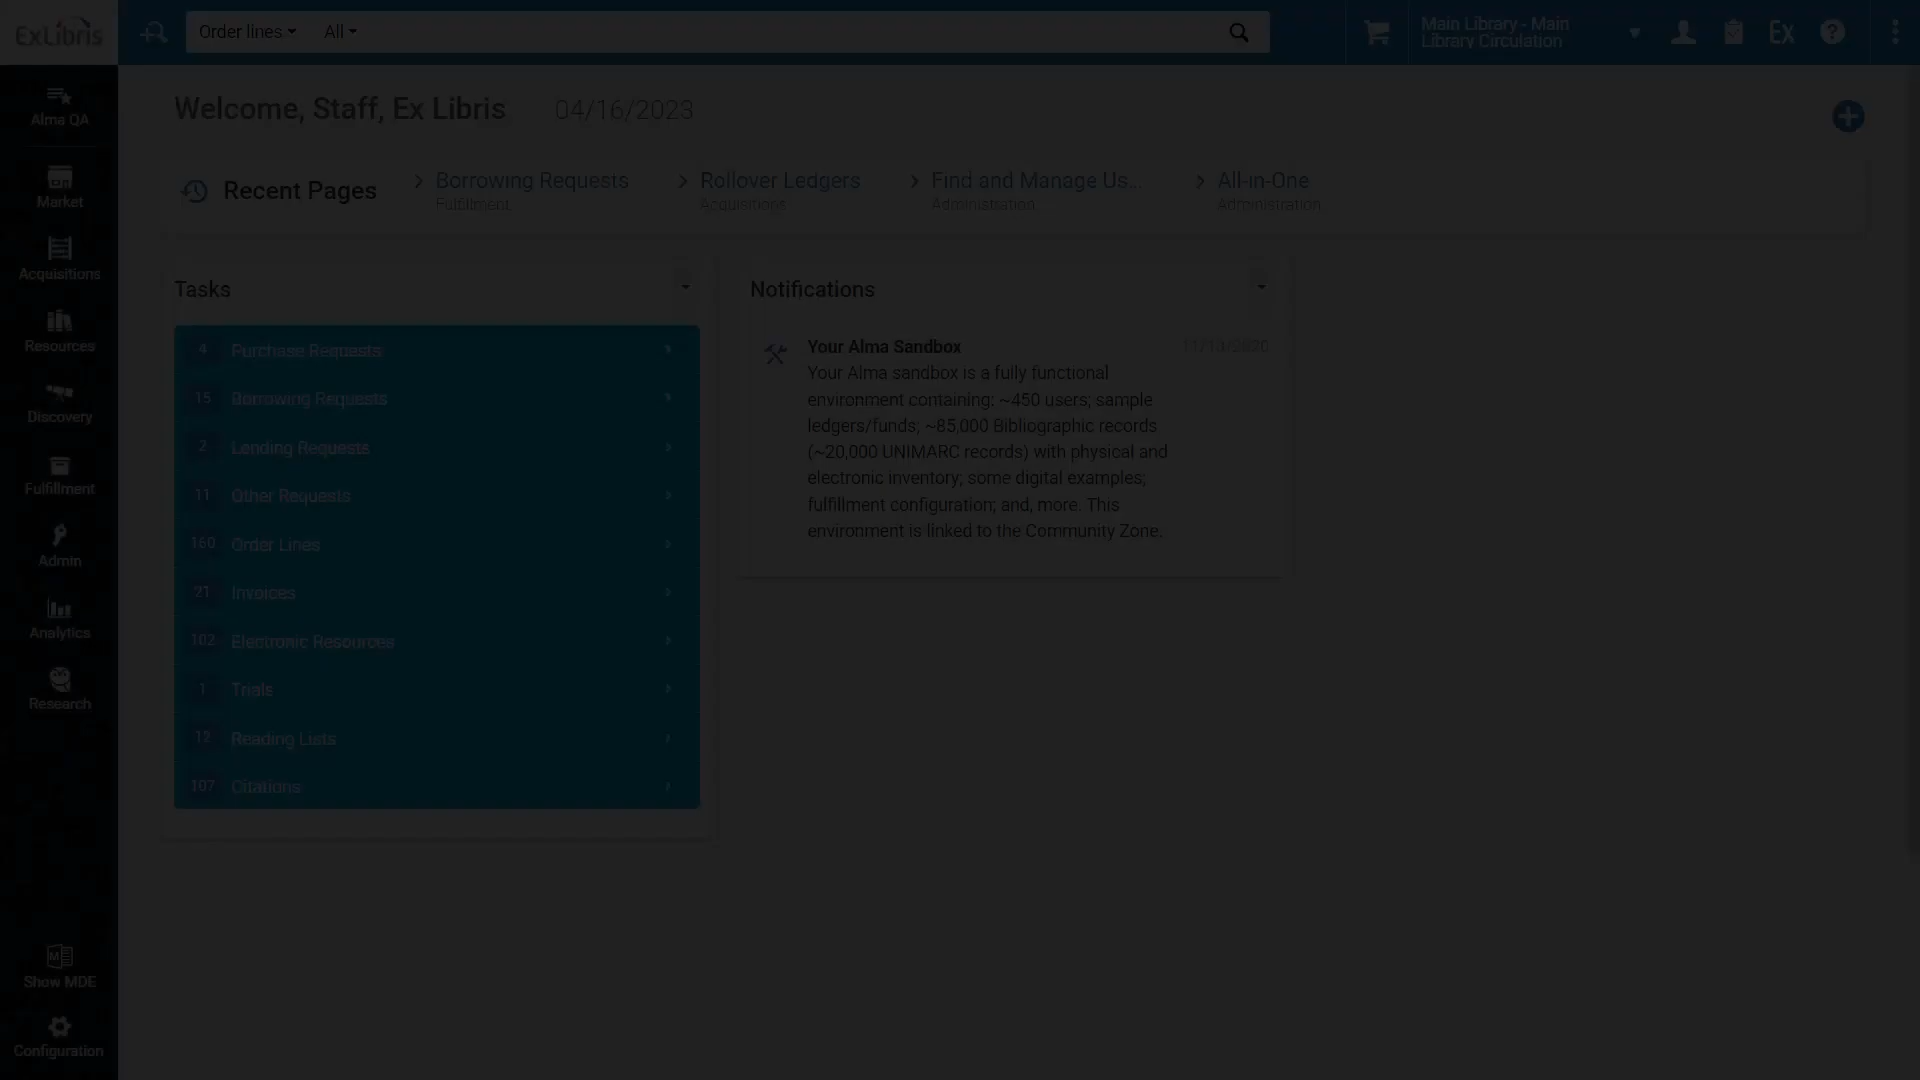 ExLibris
Order lines All
Main Library - Main
Library Circulation
Ex
?
Alma QA
Market
Acquisitions
Resources
Discovery
Fulfillment
Admin
Analytics
Research
Show MDE
Configuration
Welcome, Staff, Ex Libris 04/16/2023
Recent Pages
Borrowing Requests
Fulfillment
Rollover Ledgers
Acquisitions
Find and Manage Us...
Administration
All-in-One
Administration
Tasks
4 Purchase Requests
15 Borrowing Requests
2 Lending Requests
11 Other Requests
160 Order Lines
21 Invoices
102 Electronic Resources
1 Trials
12 Reading Lists
107 Citations
Notifications
Your Alma Sandbox
Your Alma sandbox is a fully functional
environment containing: ~450 users; sample
ledgers/funds; ~85,000 Bibliographic records
(~20,000 UNIMARC records) with physical and
electronic inventory; some digital examples;
fulfillment configuration; and, more. This
environment is linked to the Community Zone.